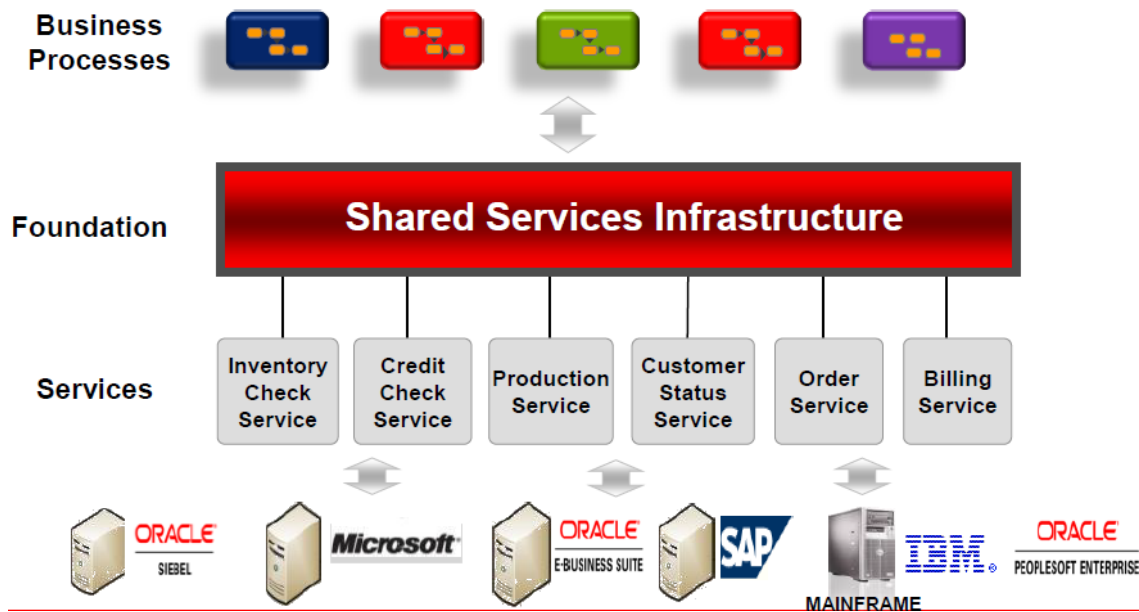 Business
Processes
Foundation
Shared Services Infrastructure
Services
Inventory
Check
Service
Credit
Check
Service
Production
Service
Customer
Status
Service
Order
Service
Billing
Service
ORACLE®
SIEBEL
Microsoft®
ORACLE®
E-BUSINESS SUITE
SAP
MAINFRAME
IBM®
ORACLE®
PEOPLESOFT ENTERPRISE